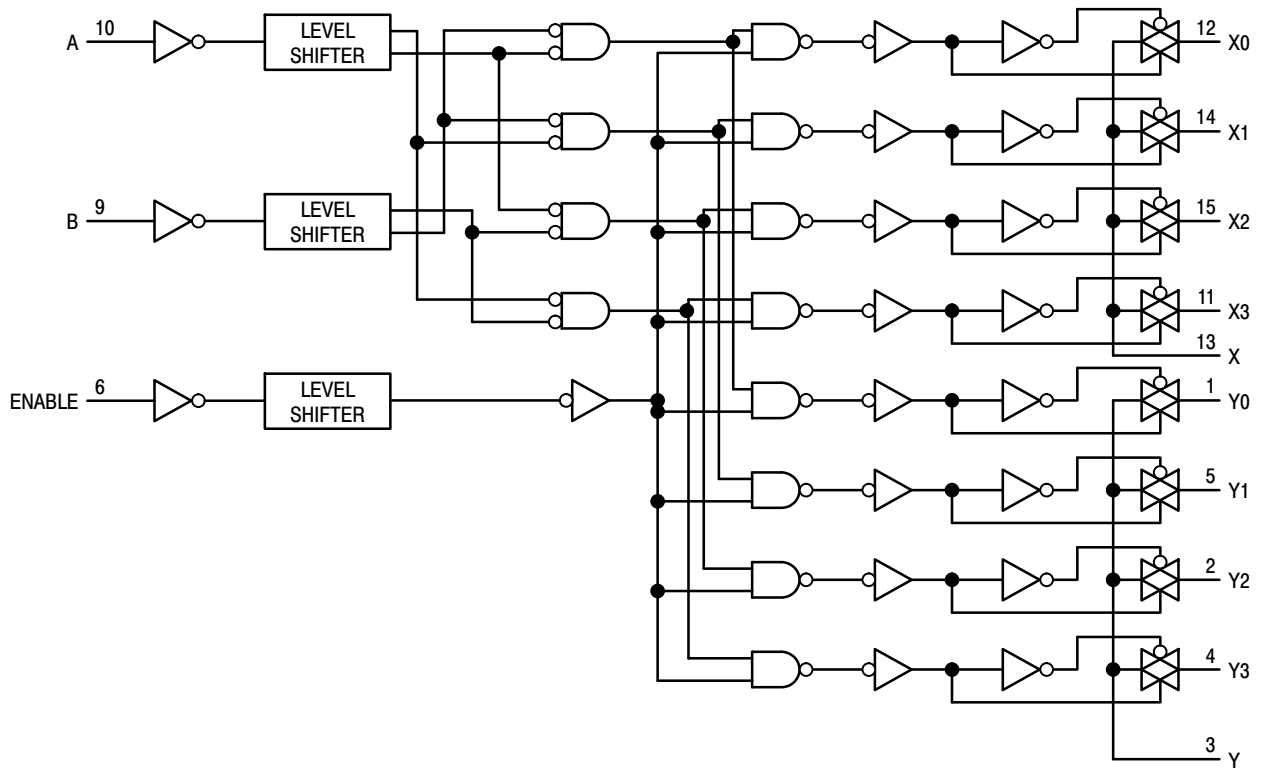 A 10 LEVEL SHIFTER 12 X0
14 X1
B 9 LEVEL SHIFTER 15 X2
11 X3
13 X
ENABLE 6 LEVEL SHIFTER 1 Y0
5 Y1
2 Y2
4 Y3
3 Y